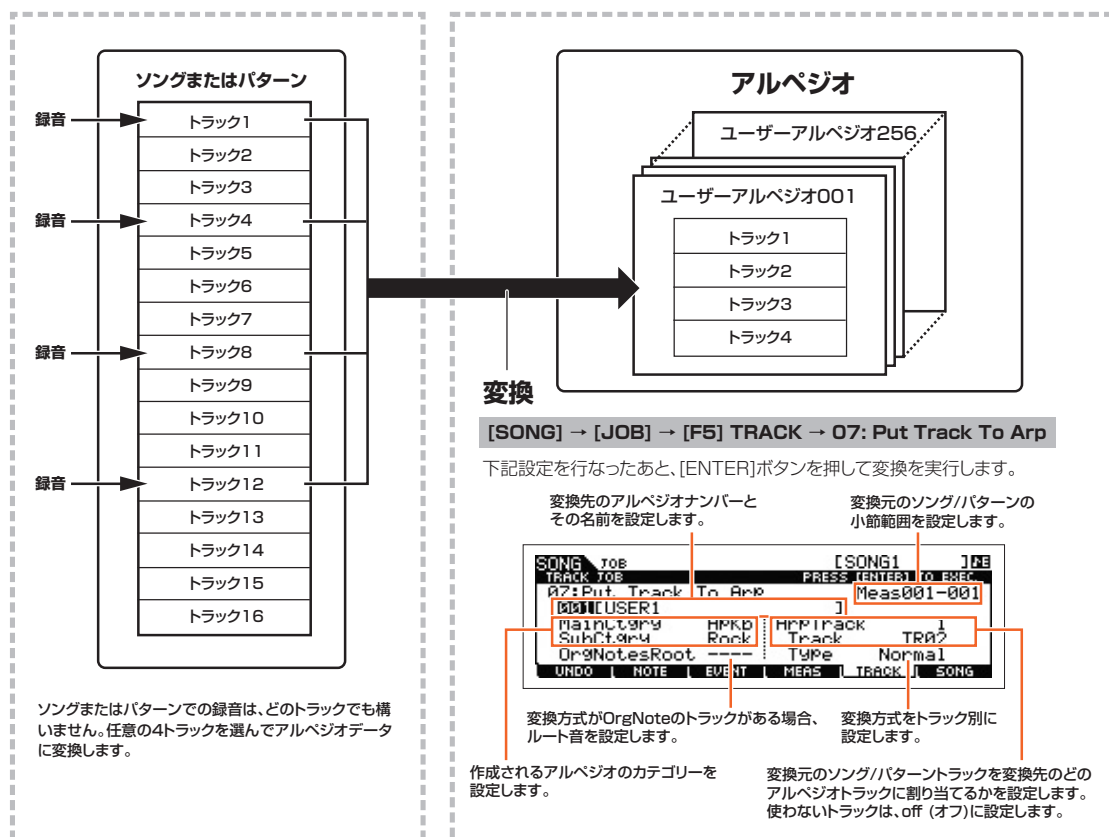 ソングまたはパターン
録音
トラック1
トラック2
トラック3
録音
トラック4
トラック5
トラック6
トラック7
録音
トラック8
トラック9
トラック10
トラック11
録音
トラック12
トラック13
トラック14
トラック15
トラック16
ソングまたはパターンでの録音は、どのトラックでも構
いません。任意の4トラックを選んでアルペジオデータ
に変換します。
アルペジオ
ユーザーアルペジオ256
ユーザーアルペジオ001
トラック1
トラック2
トラック3
トラック4
変換
[SONG] → [JOB] → [F5] TRACK → 07: Put Track To Arp
下記設定を行なったあと、[ENTER]ボタンを押して変換を実行します。
変換先のアルペジオナンバーと
その名前を設定します。
変換元のソング/パターンの
小節範囲を設定します。
SONG JOB [SONG1 ]
TRACK JOB PRESS [ENTER] TO EXEC.
07:Put Track To Arp Meas001-001
001[USER1 ]
MainCtgry ApKb ArpTrack 1
SubCtgry Rock Track TR02
OrgNotesRoot ---- Type Normal
UNDO NOTE EVENT MEAS TRACK SONG
変換方式がOrgNoteのトラックがある場合、
ルート音を設定します。
変換方式をトラック別に
設定します。
作成されるアルペジオのカテゴリーを
設定します。
変換元のソング/パターントラックを変換先のどの
アルペジオトラックに割り当てるかを設定します。
使わないトラックは、off (オフ)に設定します。